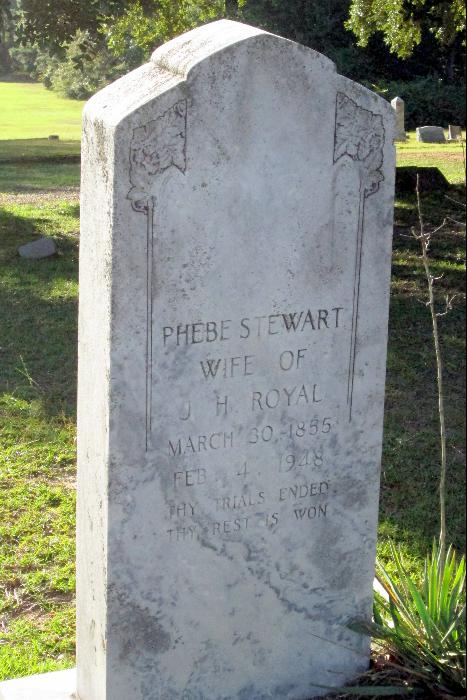 PHEBE STEWART
WIFE OF
J H ROYAL
MARCH 30 1855
FEB 4 1948
THY TRIALS ENDED
THY REST IS WON